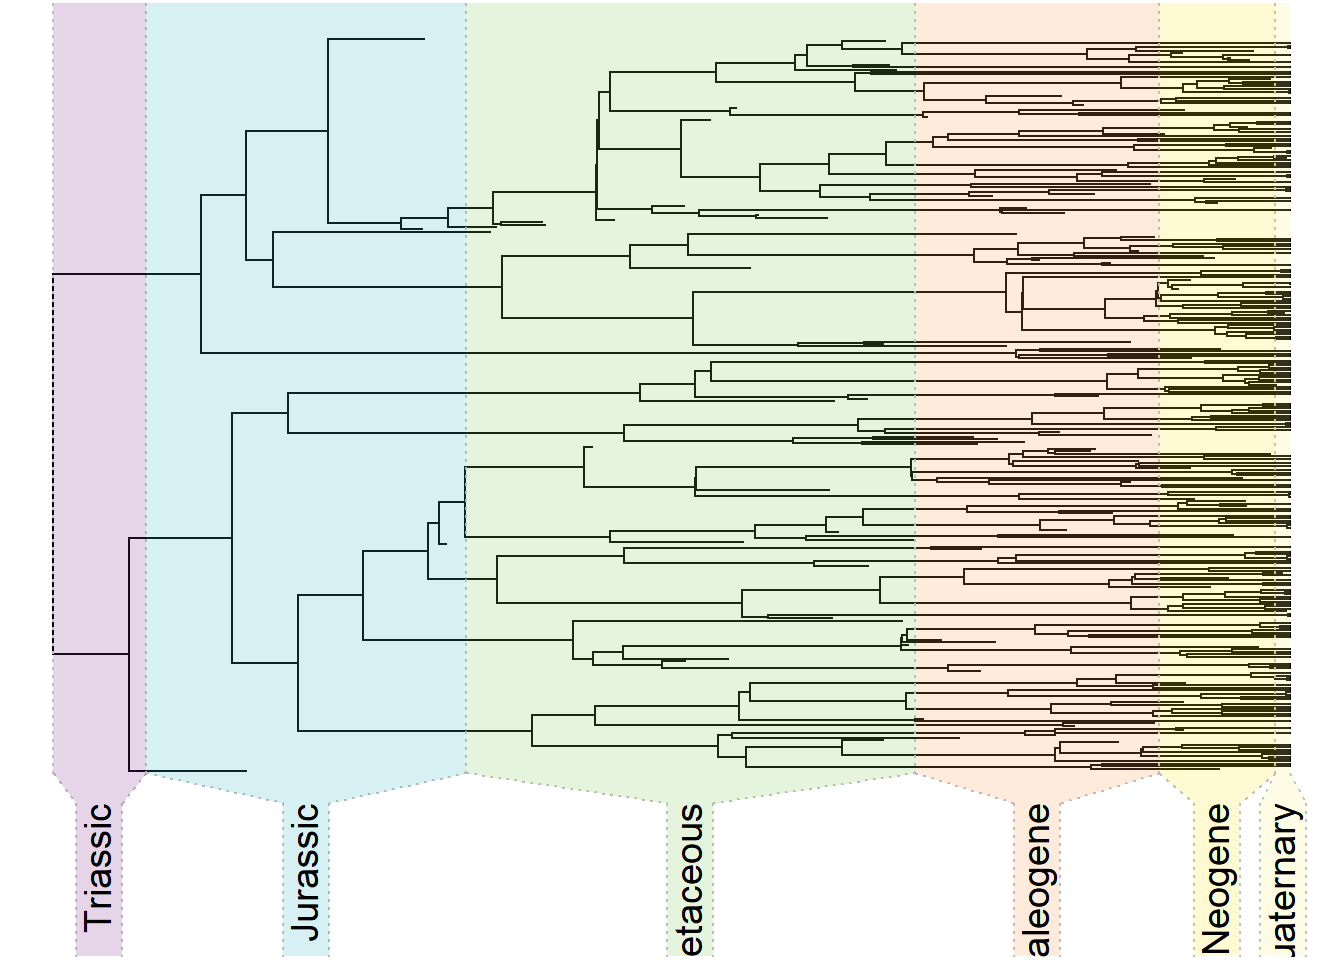 Triassic
Jurassic
etaceous
aleogene
Neogene
uaternary